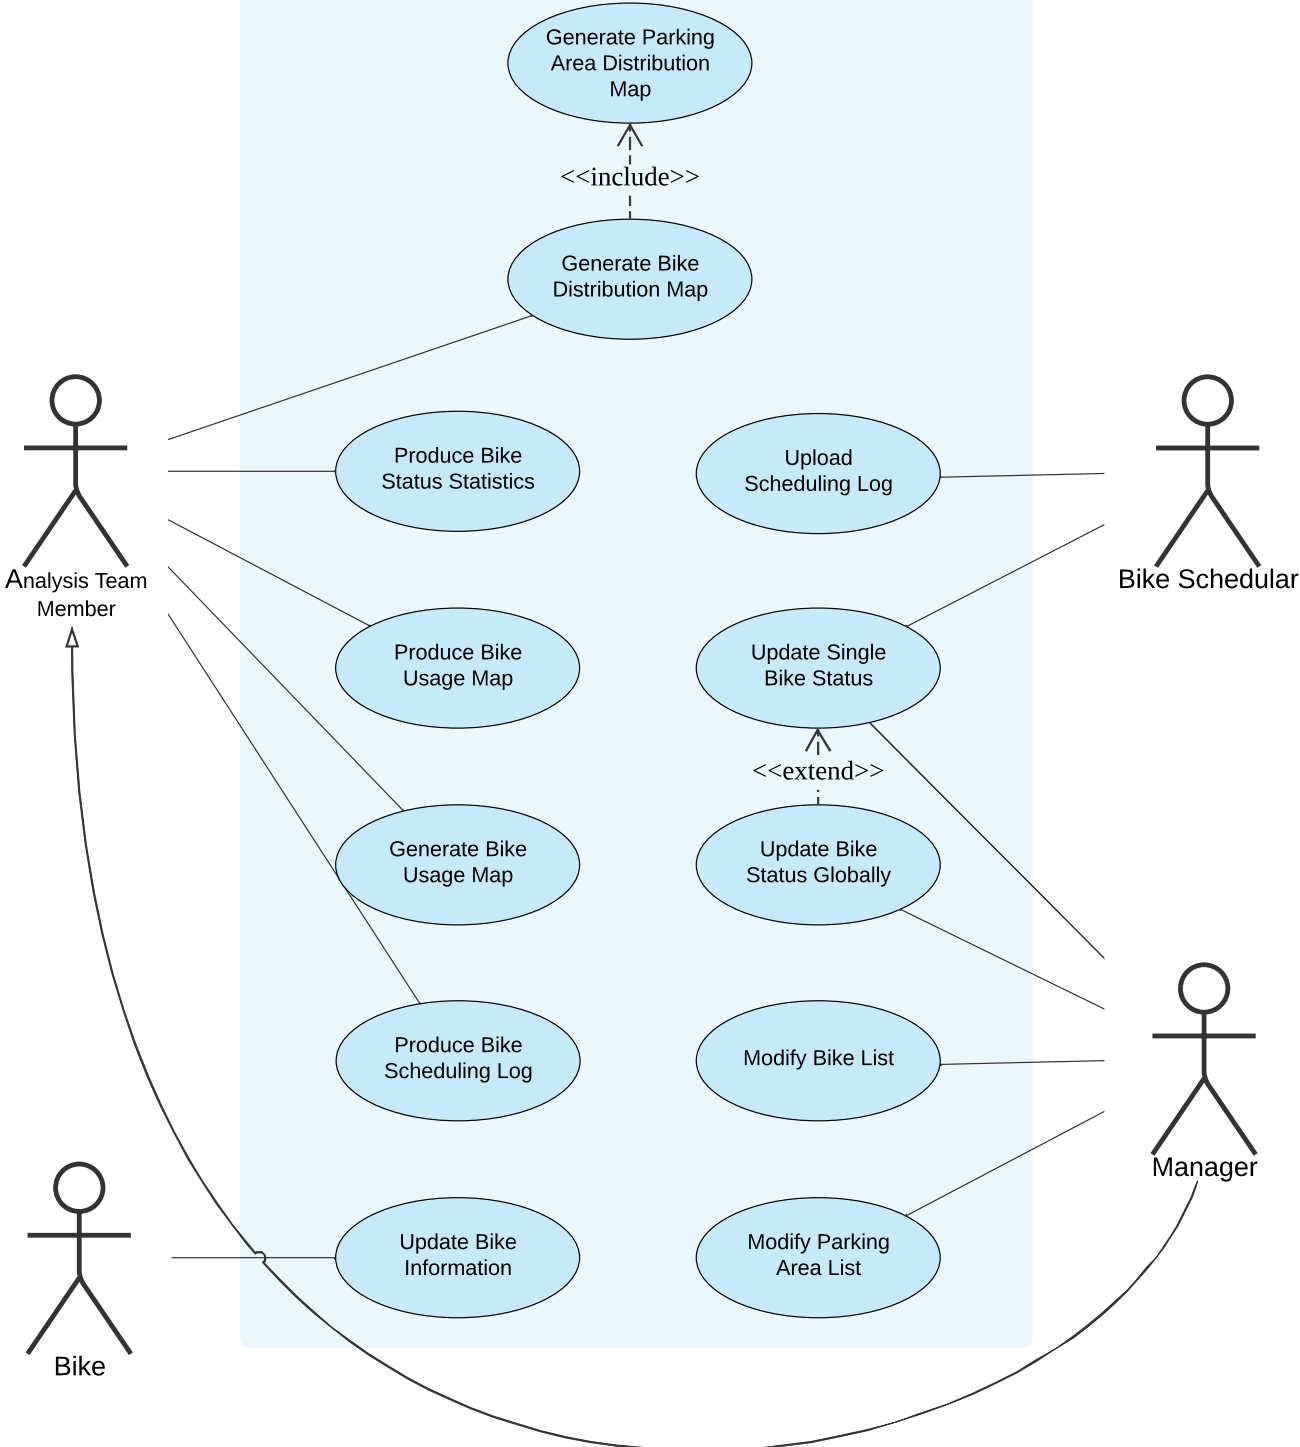 Generate Parking
Area Distribution
Map
<<include>>
Generate Bike
Distribution Map
Produce Bike
Status Statistics
Upload
Scheduling Log
Analysis Team
Member
Bike Schedular
Produce Bike
Usage Map
Update Single
Bike Status
<<extend>>
Generate Bike
Usage Map
Update Bike
Status Globally
Produce Bike
Scheduling Log
Modify Bike List
Manager
Update Bike
Information
Modify Parking
Area List
Bike